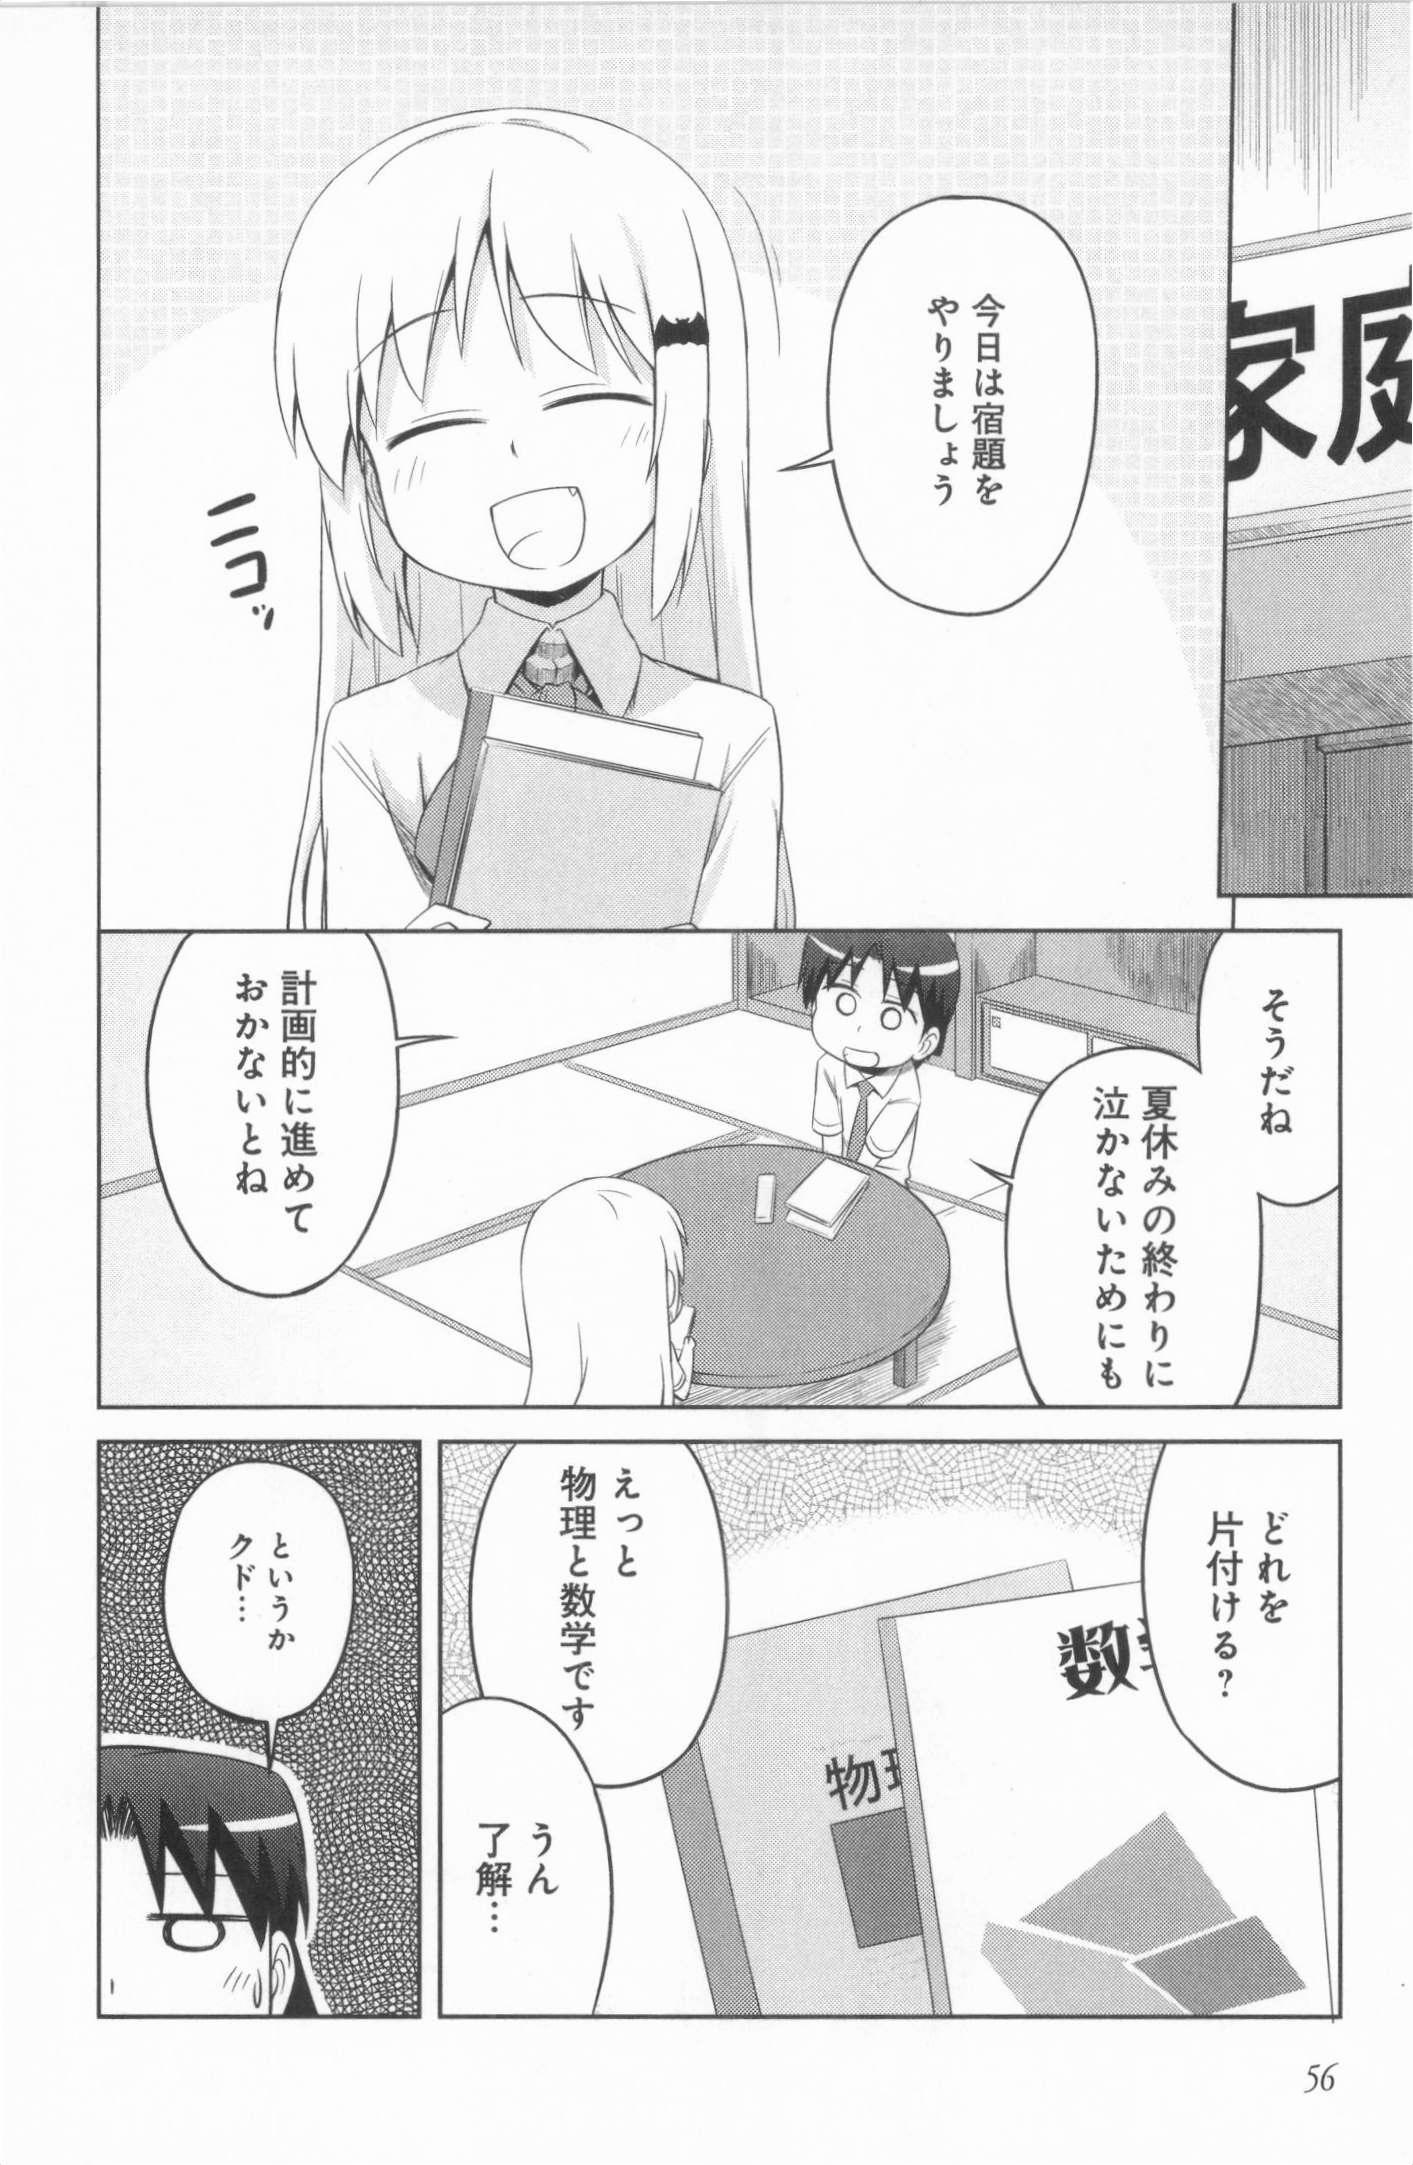 家庭
今日は宿題を
やりましょう
ニコッ
そうだね
夏休みの終わりに
泣かないためにも
計画的に進めて
おかないとね
どれを
片付ける?
数
物
えっと
物理と数学です
うん
了解…
というか
クド…
56